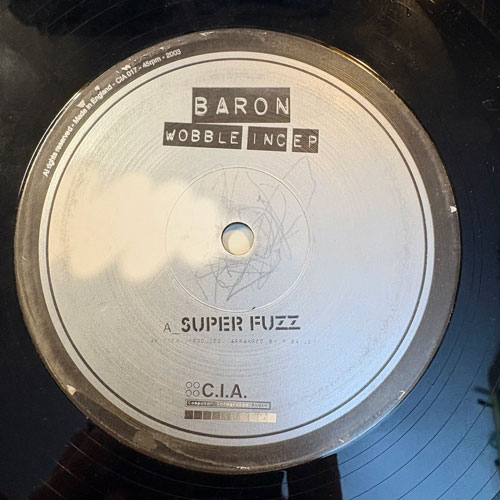 All rights reserved - Made in England - CIA 017 - 45rpm - 2003
BARON
WOBBLE INC EP
A_SUPER FUZZ
C.I.A.